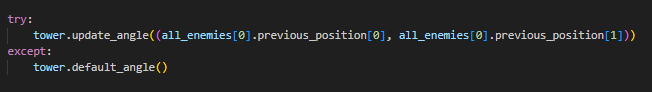 try:
    tower.update_angle((all_enemies[0].previous_position[0], all_enemies[0].previous_position[1]))
except:
    tower.default_angle()